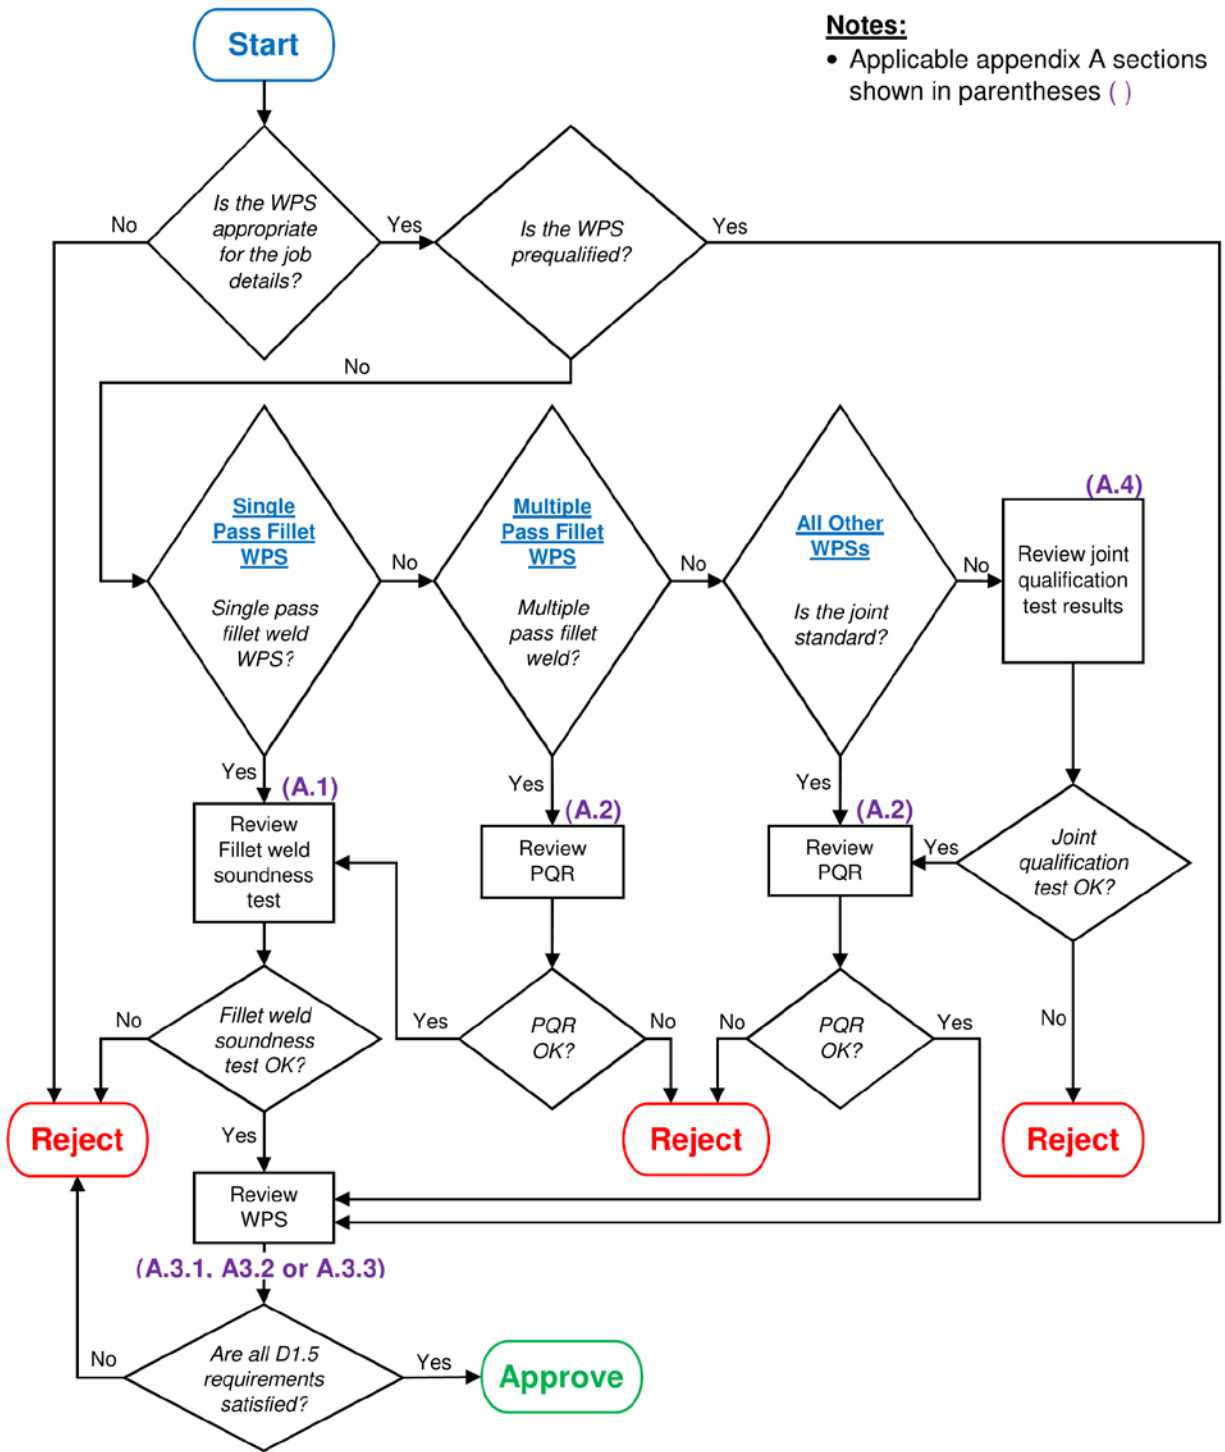 Notes:
• Applicable appendix A sections
shown in parentheses ( )
Start
Is the WPS
appropriate
for the job
details?
No
Yes
Is the WPS
prequalified?
Yes
No
Single
Pass Fillet
WPS
Single pass
fillet weld
WPS?
No
Multiple
Pass Fillet
WPS
Multiple
pass fillet
weld?
No
All Other
WPSs
Is the joint
standard?
No
(A.4)
Review joint
qualification
test results
Yes
(A.1)
Review
Fillet weld
soundness
test
Yes
(A.2)
Review
PQR
Yes
(A.2)
Review
PQR
Yes
Joint
qualification
test OK?
No
Fillet weld
soundness
test OK?
Yes
PQR
OK?
No
No
PQR
OK?
Yes
No
Reject
Yes
Reject
Reject
Review
WPS
(A.3.1, A3.2 or A.3.3)
No
Are all D1.5
requirements
satisfied?
Yes
Approve